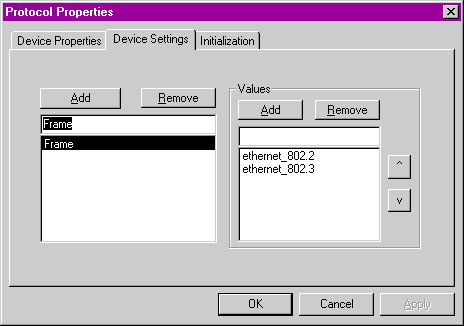 Protocol Properties
Device Properties Device Settings Initialization
Values
Add Remove Add Remove
Frame
Frame
ethernet_802.2
ethernet_802.3
^
v
OK Cancel Apply